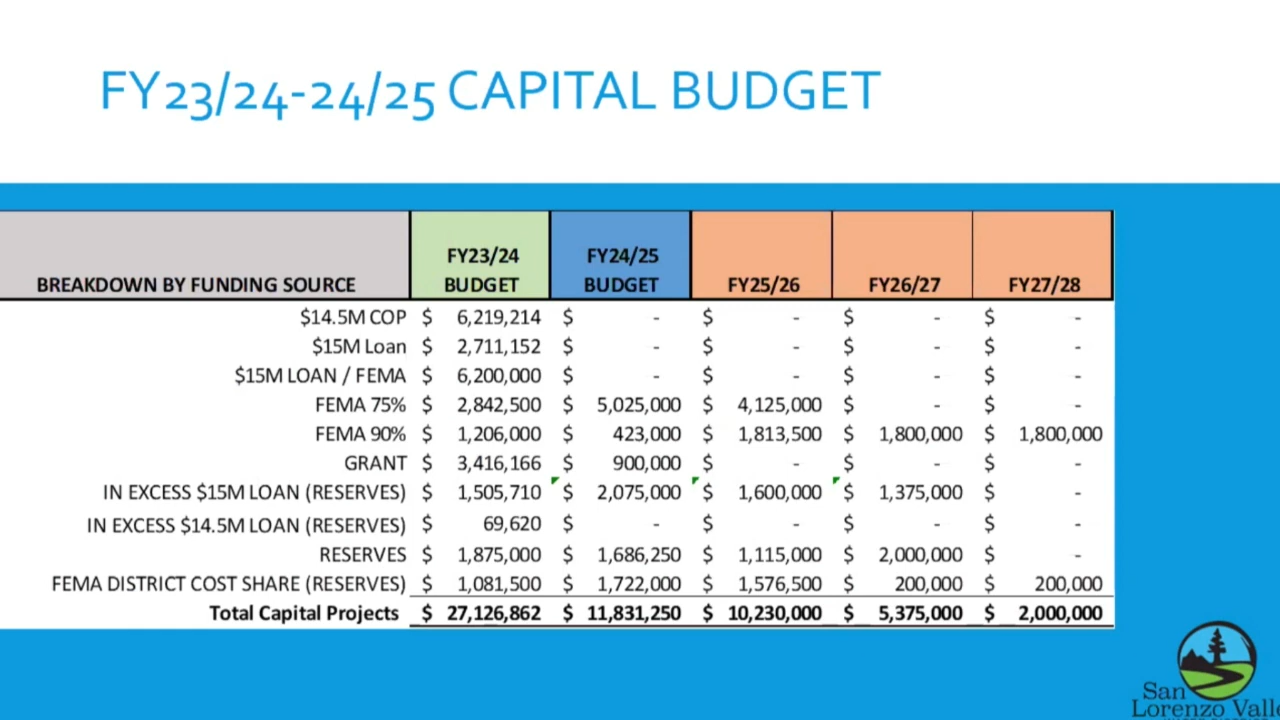 FY23/24-24/25 CAPITAL BUDGET
BREAKDOWN BY FUNDING SOURCE FY23/24 BUDGET FY24/25 BUDGET FY25/26 FY26/27 FY27/28
$14.5M COP $ 6,219,214 $ - $ - $ - $ -
$15M Loan $ 2,711,152 $ - $ - $ - $ -
$15M LOAN / FEMA $ 6,200,000 $ - $ - $ - $ -
FEMA 75% $ 2,842,500 $ 5,025,000 $ 4,125,000 $ - $ -
FEMA 90% $ 1,206,000 $ 423,000 $ 1,813,500 $ 1,800,000 $ 1,800,000
GRANT $ 3,416,166 $ 900,000 $ - $ - $ -
IN EXCESS $15M LOAN (RESERVES) $ 1,505,710 $ 2,075,000 $ 1,600,000 $ 1,375,000 $ -
IN EXCESS $14.5M LOAN (RESERVES) $ 69,620 $ - $ - $ - $ -
RESERVES $ 1,875,000 $ 1,686,250 $ 1,115,000 $ 2,000,000 $ -
FEMA DISTRICT COST SHARE (RESERVES) $ 1,081,500 $ 1,722,000 $ 1,576,500 $ 200,000 $ 200,000
Total Capital Projects $ 27,126,862 $ 11,831,250 $ 10,230,000 $ 5,375,000 $ 2,000,000
San
Lorenzo Valle